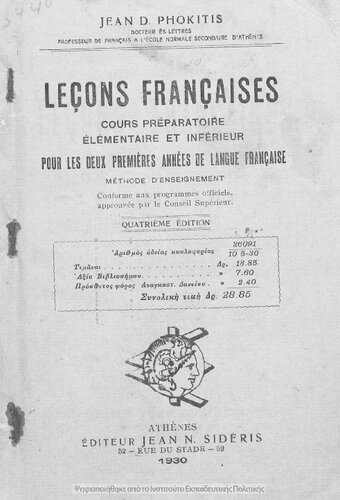 JEAN D. PHOKITIS
DOCTEUR ÈS LETTRES
PROFESSEUR DE FRANÇAIS A L'ÉCOLE NORMALE SECONDAIRE D'ATHÈNES
LEÇONS FRANÇAISES
COURS PRÉPARATOIRE
ÉLÉMENTAIRE ET INFÉRIEUR
POUR LES DEUX PREMIÈRES ANNÉES DE LANGUE FRANÇAISE
MÉTHODE D'ENSEIGNEMENT
Conforme aux programmes officiels,
approuvée par le Conseil Supérieur.
QUATRIÈME ÉDITION
26091
Ἀριθμὸς ἀδείας κυκλοφορίας 10-5-30
Τιμᾶται . . . . . . . . . . . . Δρ. 18.85
Ἀξία Βιβλιοσήμου. . . . . . . » 7.60
Πρόσθετος φόρος Ἀναγκαστ. Δανείου. . » 2.40
Συνολικὴ τιμὴ Δρ. 28.85
ATHÈNES
ÉDITEUR JEAN N. SIDÉRIS
52 – RUE DU STADE – 52
1930
Ψηφιοποιήθηκε από το Ινστιτούτο Εκπαιδευτικής Πολιτικής